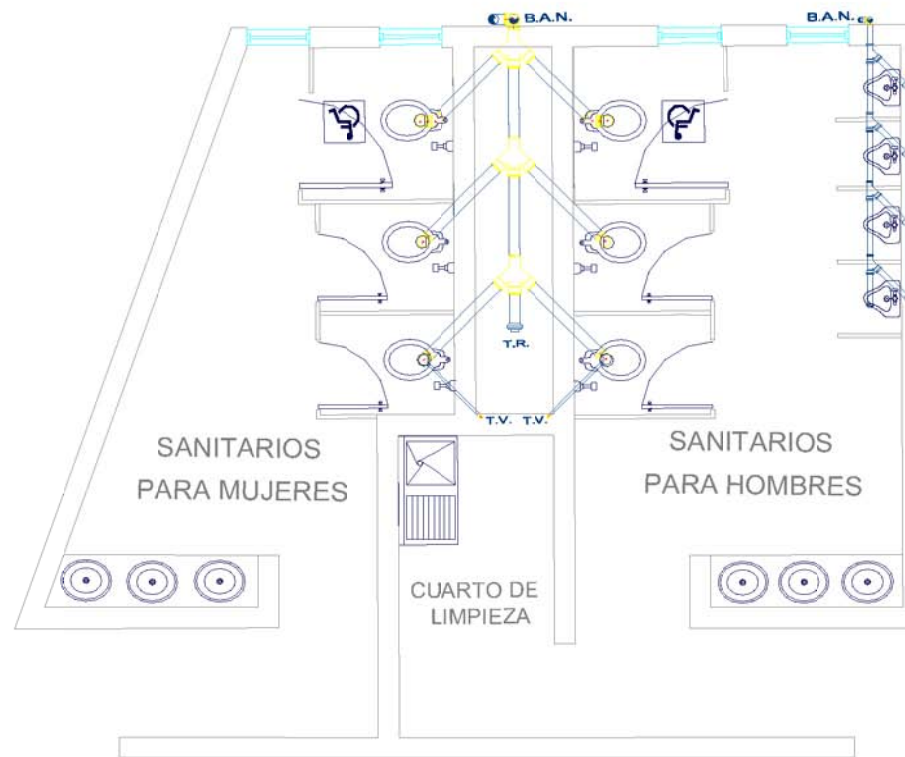 B.A.N.
B.A.N.
T.R.
T.V. T.V.
SANITARIOS
PARA MUJERES
SANITARIOS
PARA HOMBRES
CUARTO DE
LIMPIEZA